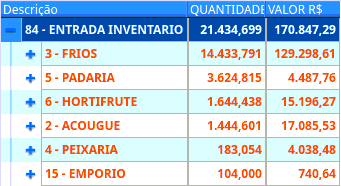 Descrição QUANTIDADE VALOR R$
84 - ENTRADA INVENTARIO 21.434,699 170.847,29
3 - FRIOS 14.433,791 129.298,61
5 - PADARIA 3.624,815 4.487,76
6 - HORTIFRUTE 1.644,438 15.196,27
2 - ACOUGUE 1.444,601 17.085,53
4 - PEIXARIA 183,054 4.038,48
15 - EMPORIO 104,000 740,64